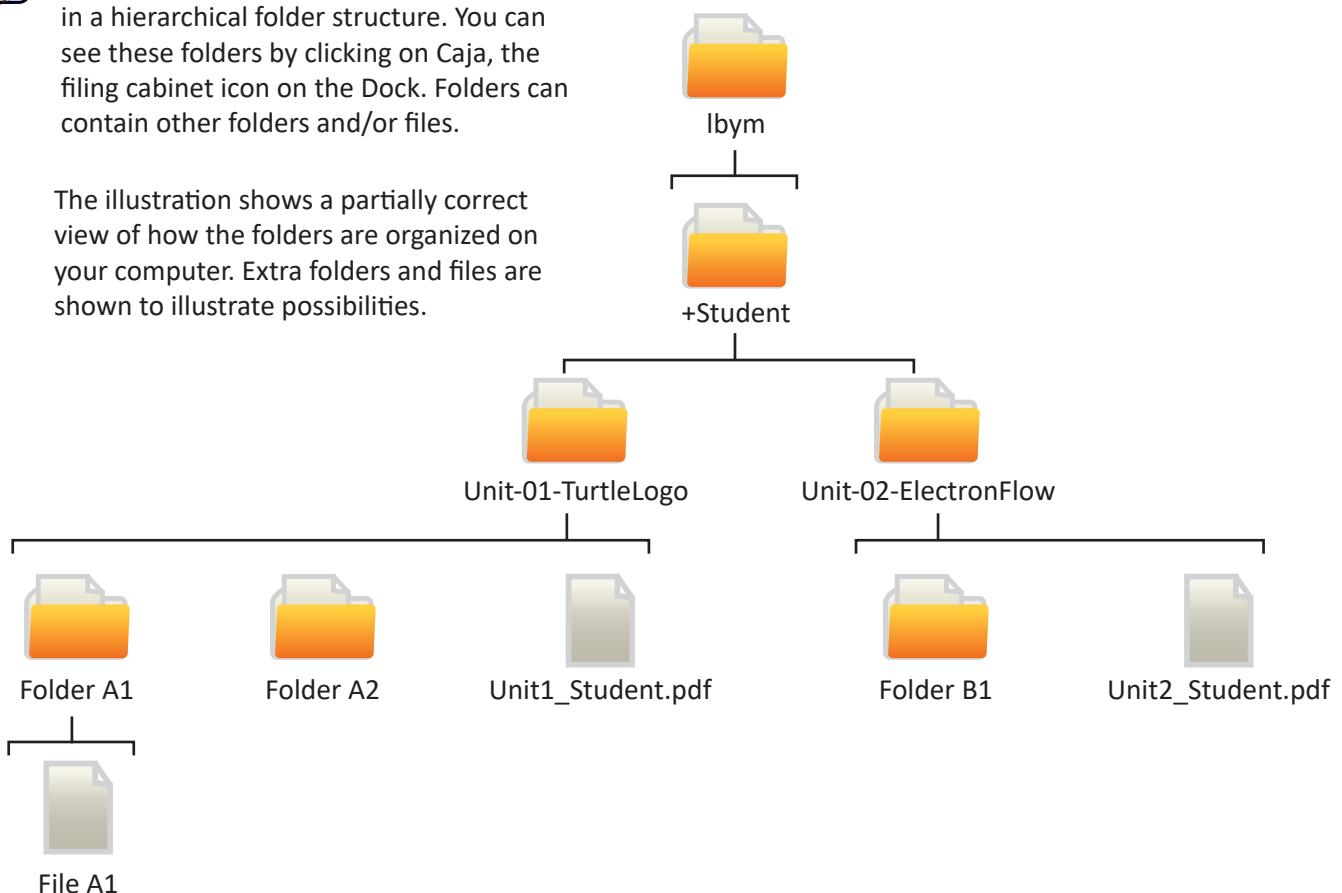 in a hierarchical folder structure. You can
see these folders by clicking on Caja, the
filing cabinet icon on the Dock. Folders can
contain other folders and/or files.
The illustration shows a partially correct
view of how the folders are organized on
your computer. Extra folders and files are
shown to illustrate possibilities.
lbym
+Student
Unit-01-TurtleLogo
Unit-02-ElectronFlow
Folder A1
Folder A2
Unit1_Student.pdf
Folder B1
Unit2_Student.pdf
File A1